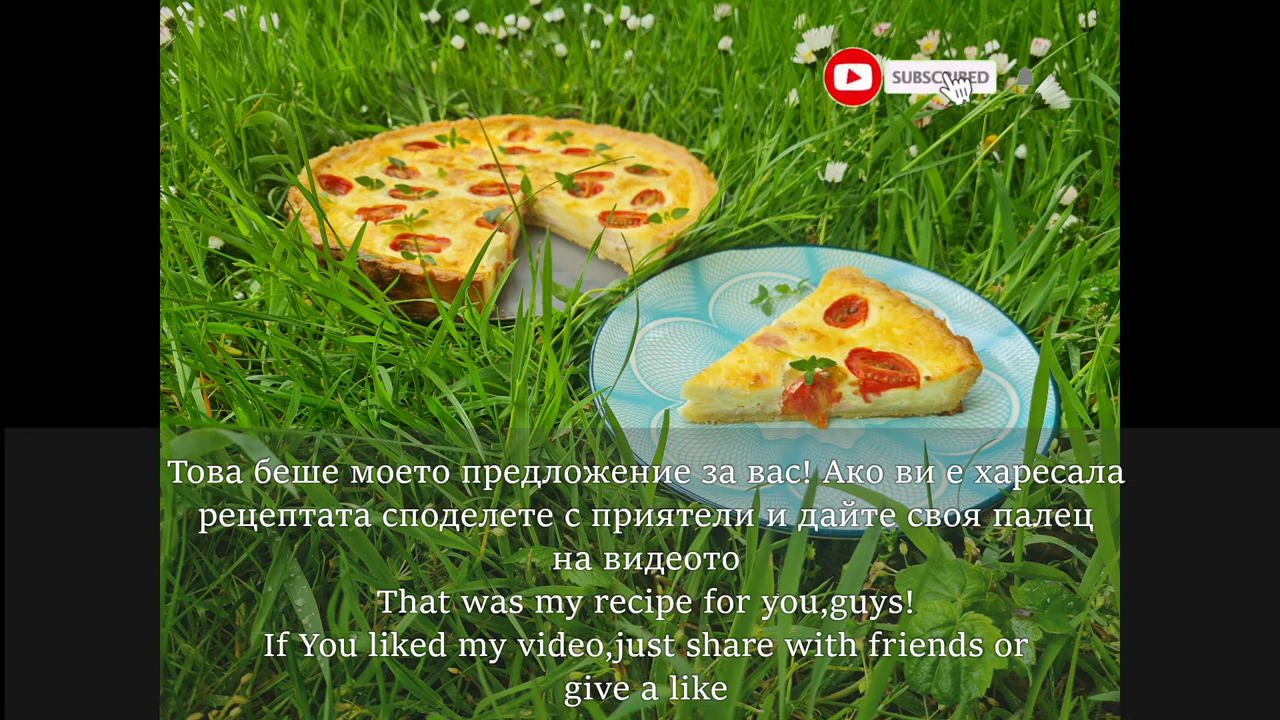 SUBSCRIBED
Това беше моето предложение за вас! Ако ви е харесала
рецептата споделете с приятели и дайте своя палец
на видеото
That was my recipe for you,guys!
If You liked my video,just share with friends or
give a like